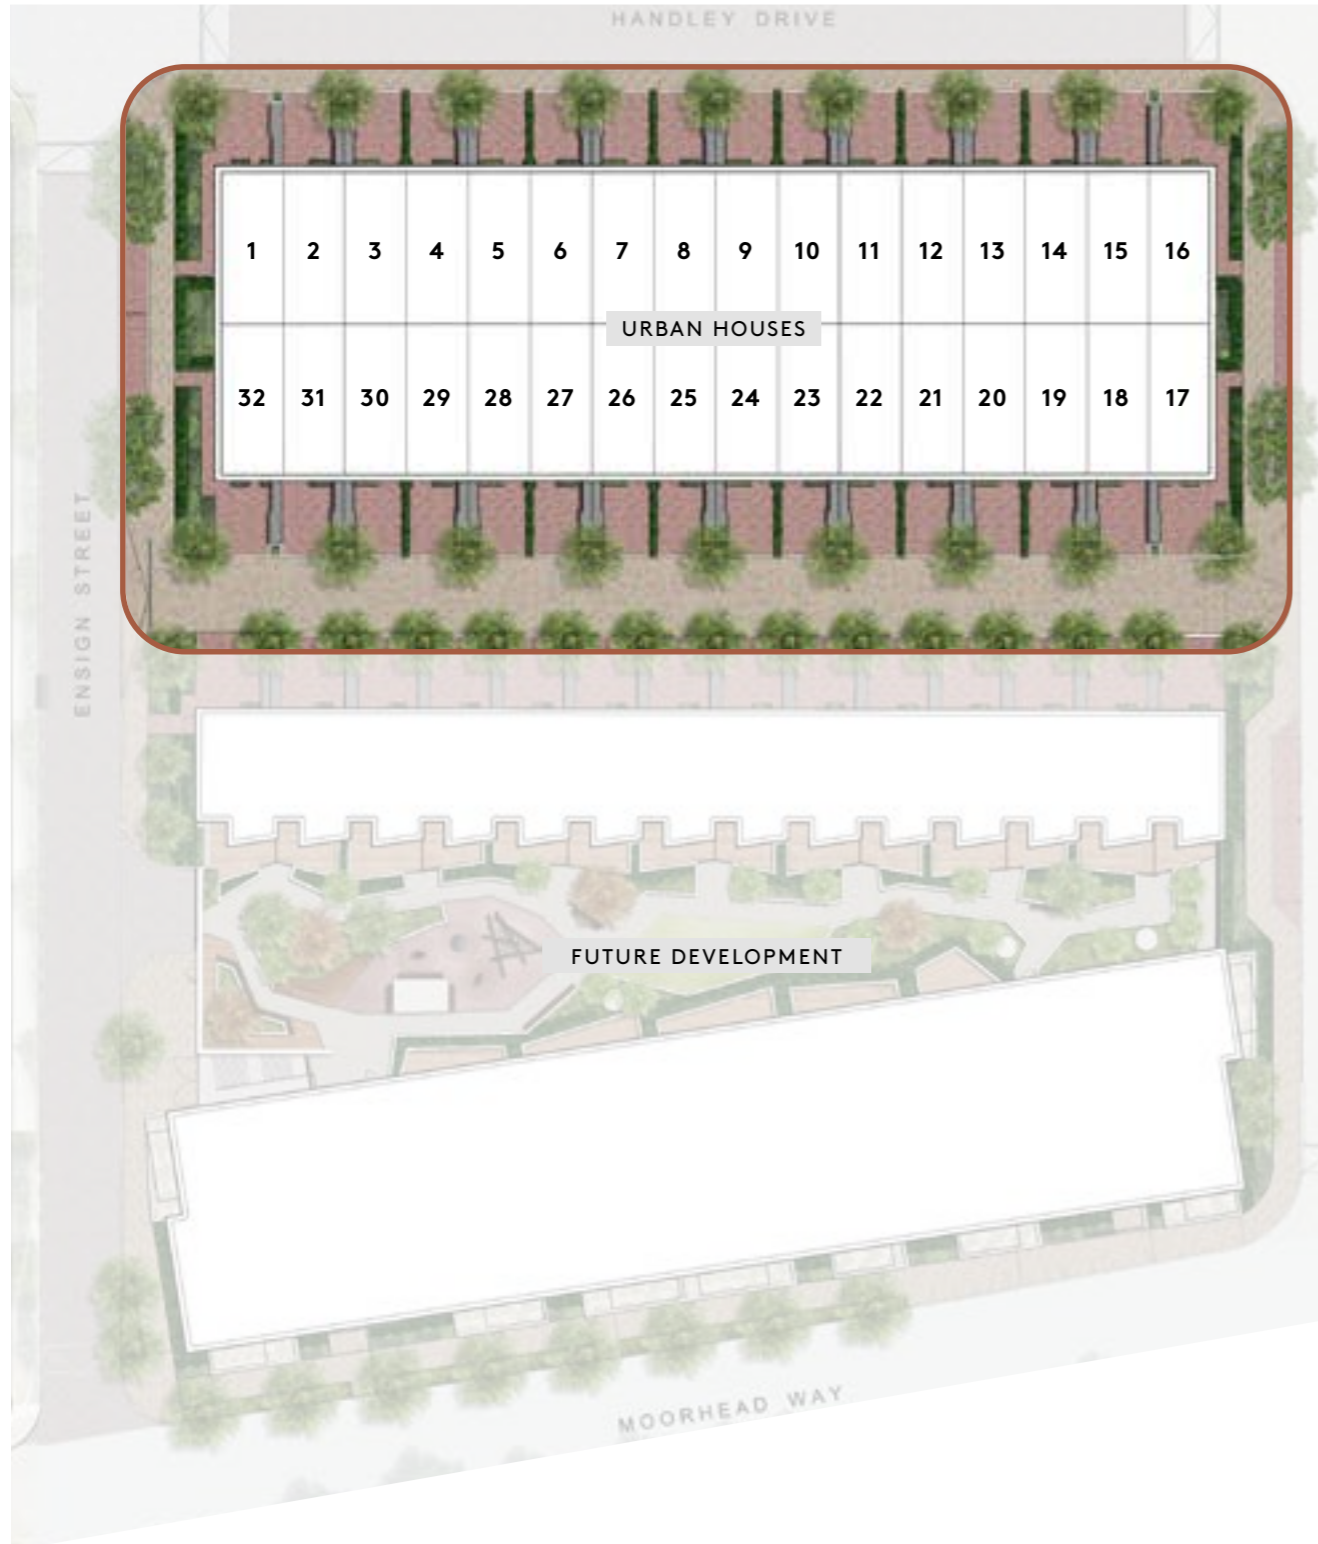 HANDLEY DRIVE
1 2 3 4 5 6 7 8 9 10 11 12 13 14 15 16
URBAN HOUSES
32 31 30 29 28 27 26 25 24 23 22 21 20 19 18 17
ENSIGN STREET
FUTURE DEVELOPMENT
MOORHEAD WAY